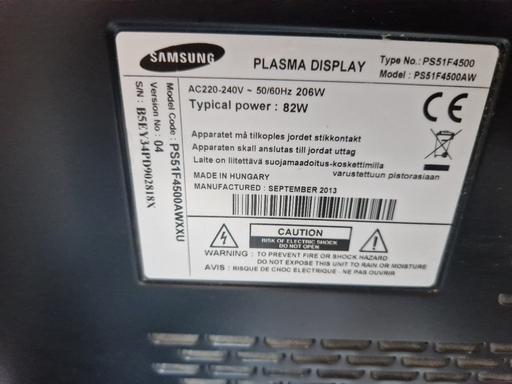 SAMSUNG
PLASMA DISPLAY
Type No.: PS51F4500
Model : PS51F4500AW
AC220-240V ~ 50/60Hz 206W
Typical power : 82W
CE
Apparatet må tilkoples jordet stikkontakt
Apparaten skall anslutas till jordat uttag
Laite on liitettävä suojamaadoitus-koskettimilla
varustettuun pistorasiaan
MADE IN HUNGARY
MANUFACTURED : SEPTEMBER 2013
CAUTION
RISK OF ELECTRIC SHOCK
DO NOT OPEN
WARNING : TO PREVENT FIRE OR SHOCK HAZARD
DO NOT EXPOSE THIS UNIT TO RAIN OR MOISTURE
AVIS : RISQUE DE CHOC ELECTRIQUE - NE PAS OUVRIR
Model Code : PS51F4500AWXXU
Version No : 04
S/N : B5EY34PD902818X